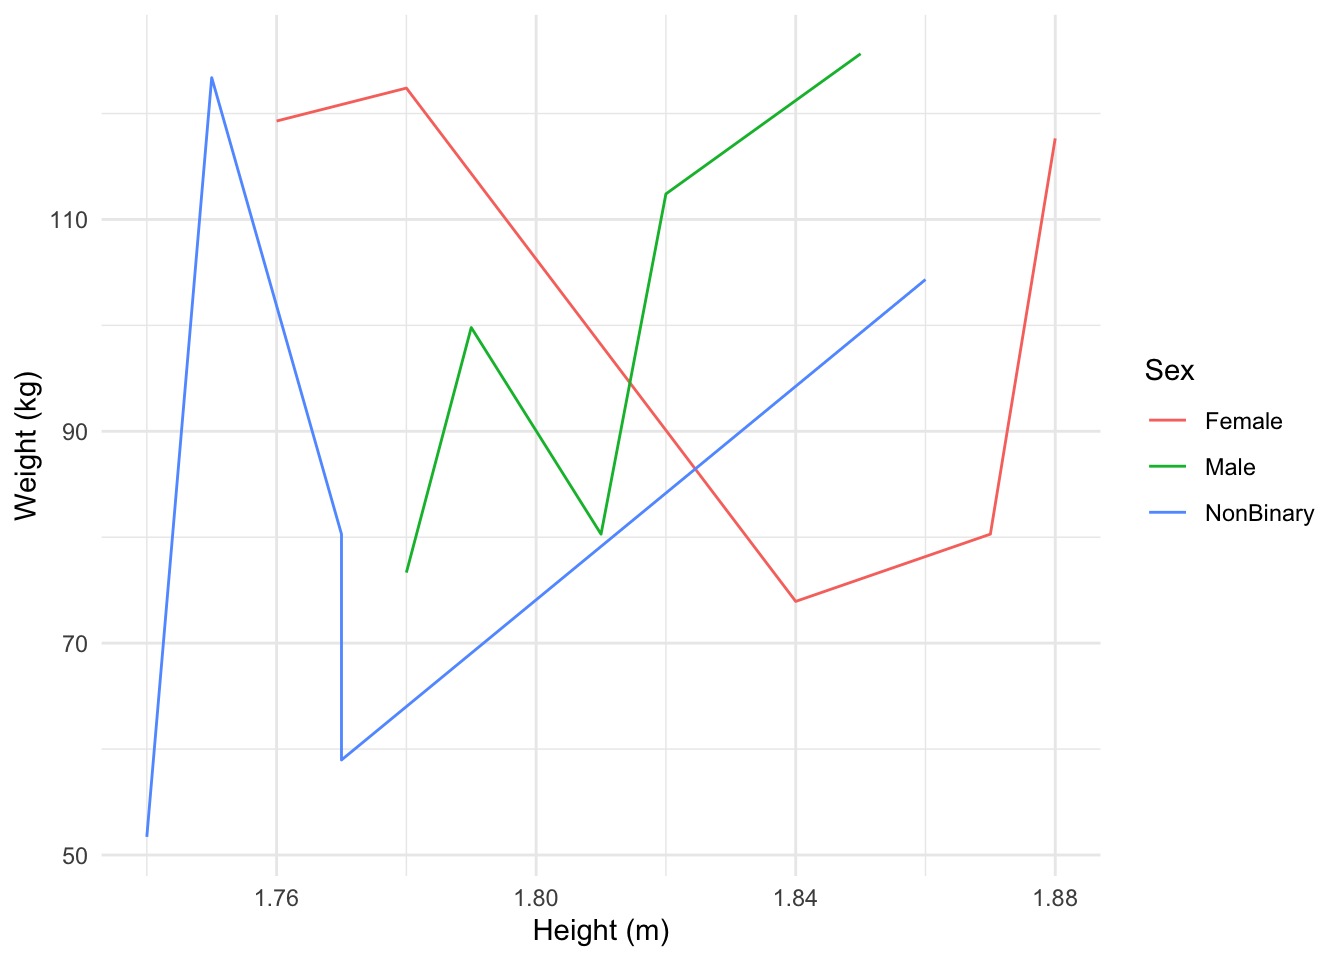 110
90
70
50
Weight (kg)
1.76
1.80
1.84
1.88
Height (m)
Sex
Female
Male
NonBinary